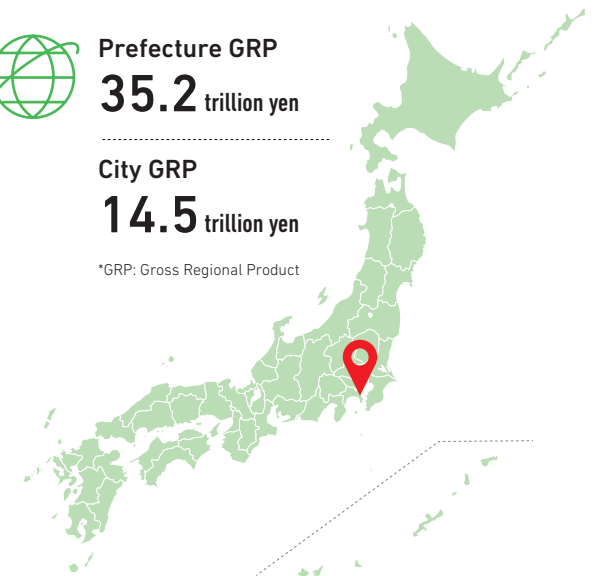 Prefecture GRP
35.2 trillion yen
City GRP
14.5 trillion yen
*GRP: Gross Regional Product